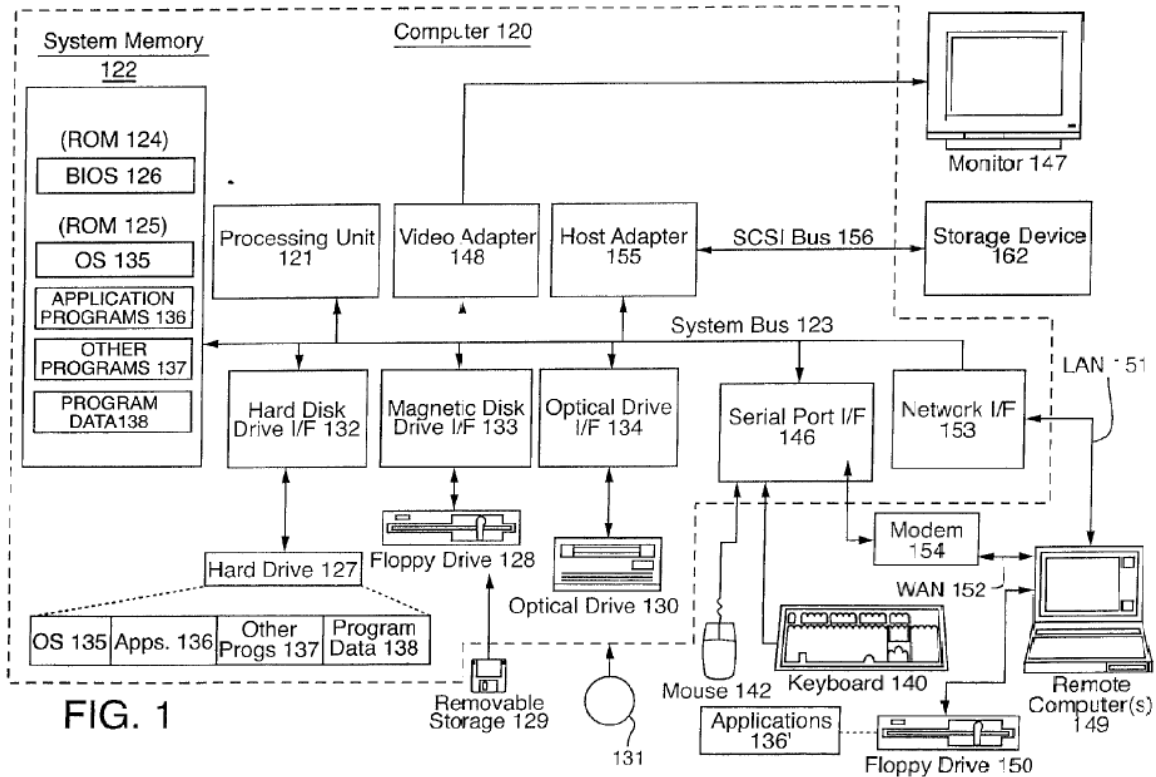 System Memory
122
Computer 120
(ROM 124)
BIOS 126
(ROM 125)
OS 135
APPLICATION
PROGRAMS 136
OTHER
PROGRAMS 137
PROGRAM
DATA138
Monitor 147
Processing Unit
121
Video Adapter
148
Host Adapter
155
SCSI Bus 156
Storage Device
162
System Bus 123
LAN 151
Hard Disk
Drive I/F 132
Magnetic Disk
Drive I/F 133
Optical Drive
I/F 134
Serial Port I/F
146
Network I/F
153
Modem
154
WAN 152
Hard Drive 127
Floppy Drive 128
Optical Drive 130
OS 135
Apps. 136
Other
Progs 137
Program
Data 138
FIG. 1
Removable
Storage 129
131
Mouse 142
Keyboard 140
Remote
Computer(s)
149
Applications
136'
Floppy Drive 150